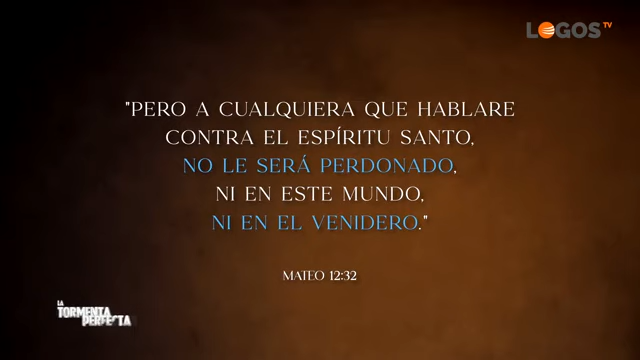 LOGOS TV
"PERO A CUALQUIERA QUE HABLARE
CONTRA EL ESPÍRITU SANTO,
NO LE SERÁ PERDONADO,
NI EN ESTE MUNDO,
NI EN EL VENIDERO."
MATEO 12:32
LA
TORMENTA
PERFECTA